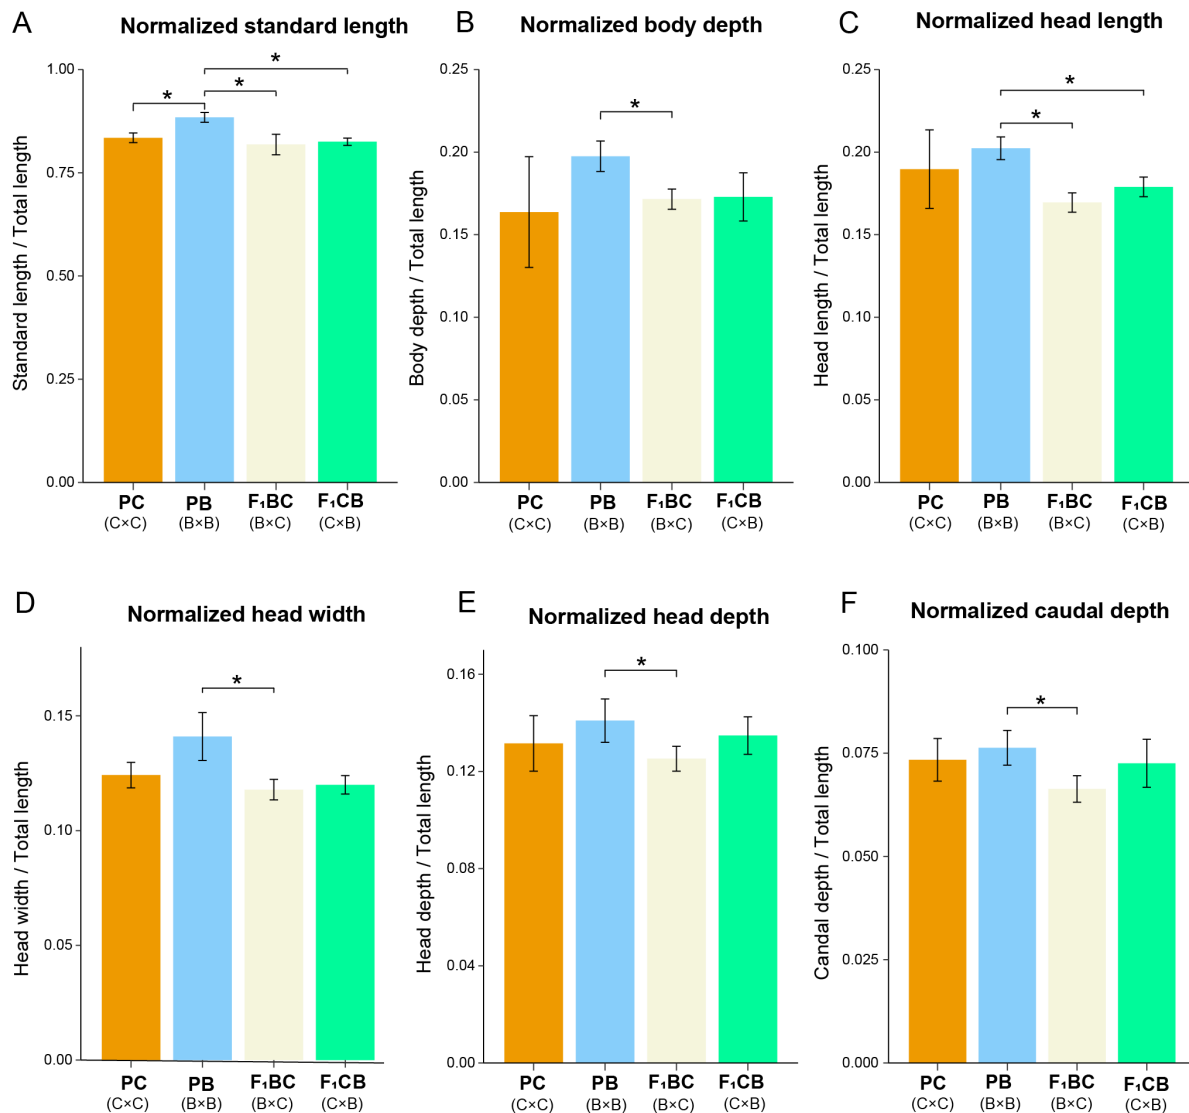 A
Normalized standard length
Standard length / Total length
1.00
0.75
0.50
0.25
0.00
*
*
*
PC
PB
F₁BC
F₁CB
(C×C)
(B×B)
(B×C)
(C×B)
B
Normalized body depth
Body depth / Total length
0.25
0.20
0.15
0.10
0.05
0.00
*
PC
PB
F₁BC
F₁CB
(C×C)
(B×B)
(B×C)
(C×B)
C
Normalized head length
Head length / Total length
0.25
0.20
0.15
0.10
0.05
0.00
*
*
PC
PB
F₁BC
F₁CB
(C×C)
(B×B)
(B×C)
(C×B)
D
Normalized head width
Head width / Total length
0.15
0.10
0.05
0.00
*
PC
PB
F₁BC
F₁CB
(C×C)
(B×B)
(B×C)
(C×B)
E
Normalized head depth
Head depth / Total length
0.16
0.12
0.08
0.04
0.00
*
PC
PB
F₁BC
F₁CB
(C×C)
(B×B)
(B×C)
(C×B)
F
Normalized caudal depth
Candal depth / Total length
0.100
0.075
0.050
0.025
0.000
*
PC
PB
F₁BC
F₁CB
(C×C)
(B×B)
(B×C)
(C×B)